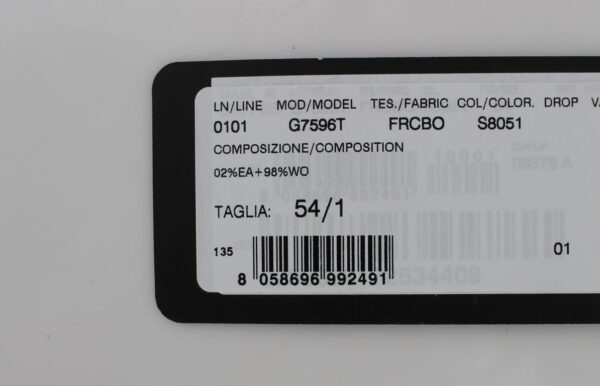 LN/LINE MOD/MODEL TES./FABRIC COL/COLOR. DROP
0101 G7596T FRCBO S8051
COMPOSIZIONE/COMPOSITION
02%EA+98%WO
TAGLIA: 54/1
135 01
8 058696 992491